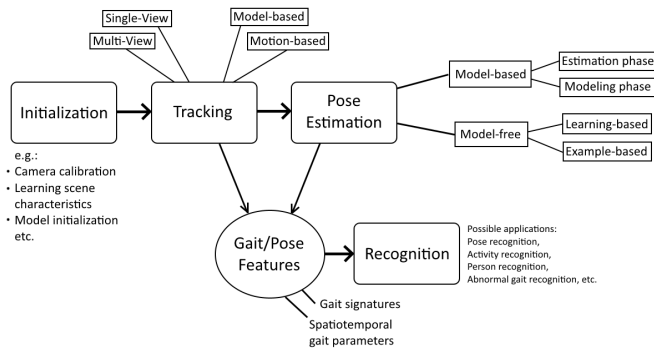 Single-View
Multi-View
Model-based
Motion-based
Initialization
Tracking
Pose
Estimation
Model-based
Estimation phase
Modeling phase
Model-free
Learning-based
Example-based
e.g.:
• Camera calibration
• Learning scene
characteristics
• Model initialization
etc.
Gait/Pose
Features
Recognition
Possible applications:
Pose recognition,
Activity recognition,
Person recognition,
Abnormal gait recognition, etc.
Gait signatures
Spatiotemporal
gait parameters